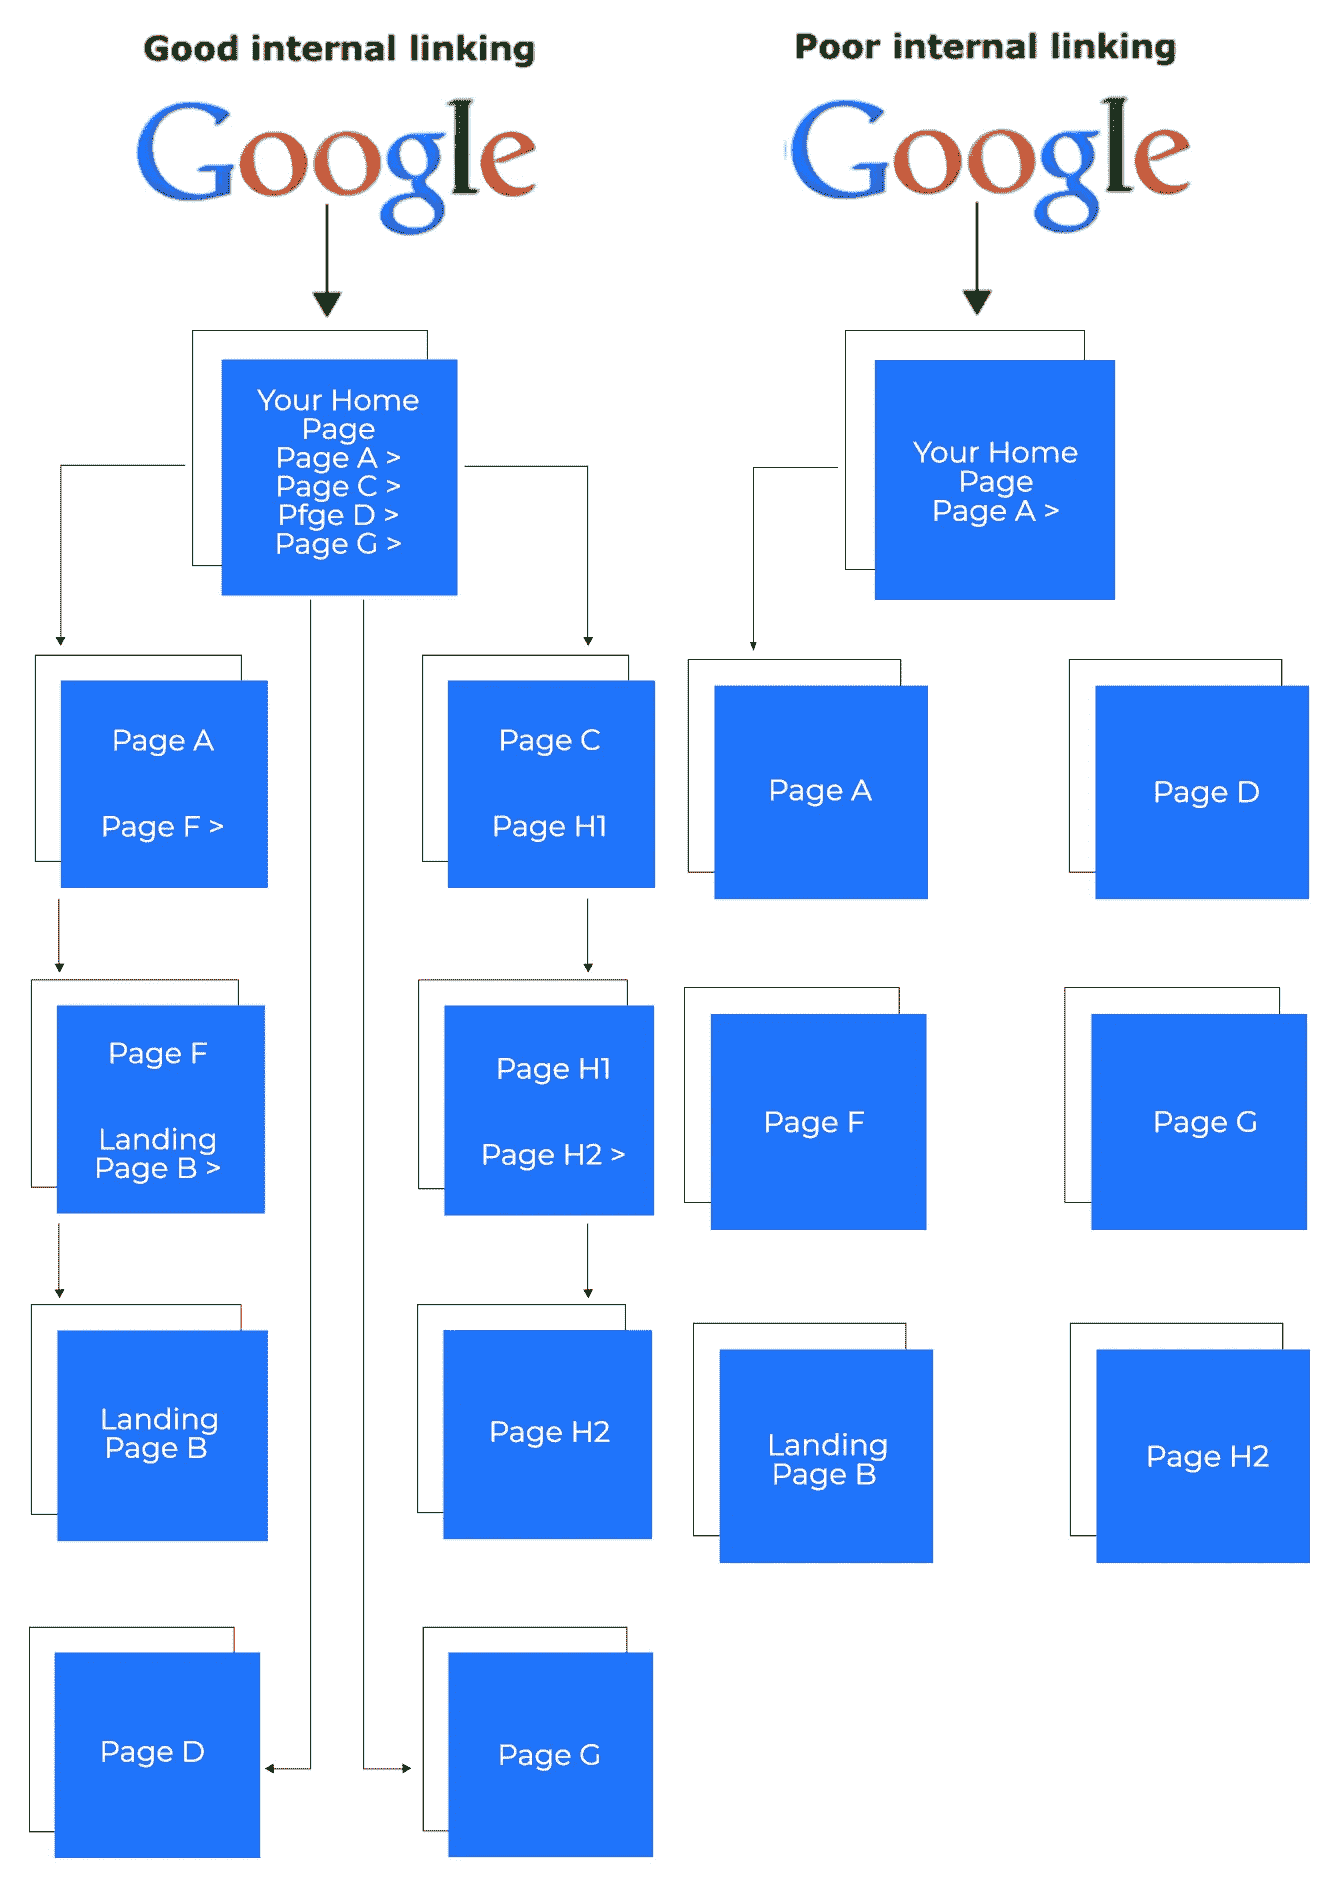 Good internal linking
Google
Your Home
Page
Page A >
Page C >
Pfge D >
Page G >
Page A
Page F >
Page C
Page H1
Page F
Landing
Page B >
Page H1
Page H2 >
Landing
Page B
Page H2
Page D
Page G
Poor internal linking
Google
Your Home
Page
Page A >
Page A
Page D
Page F
Page G
Landing
Page B
Page H2